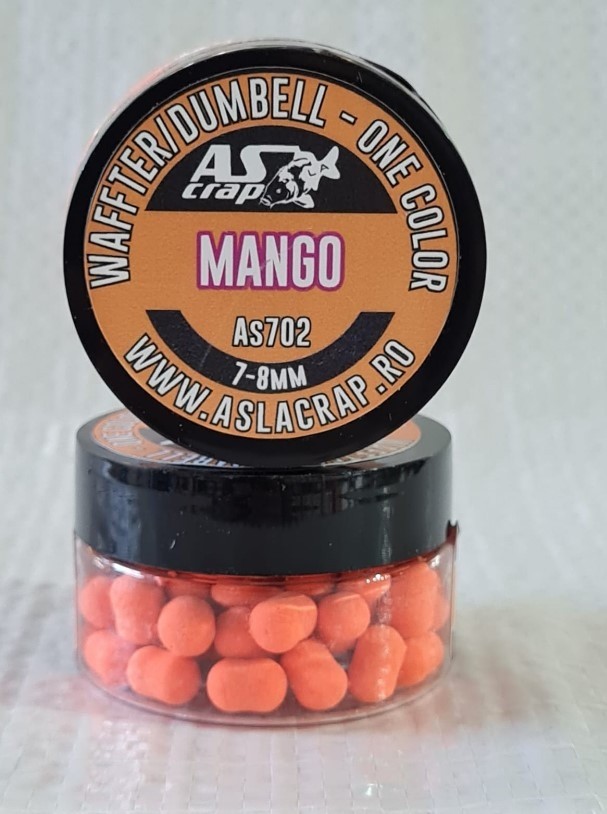 WAFFTER/DUMBELL - ONE COLOR
AS
crap
MANGO
As702
7-8MM
WWW.ASLACRAP.RO